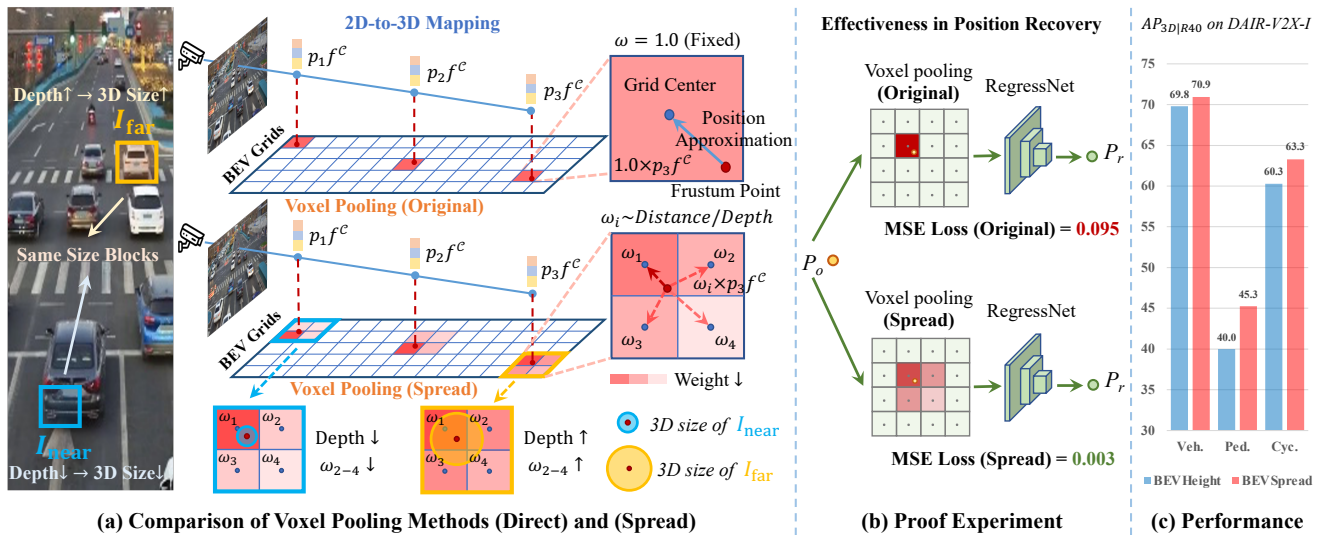 Depth↑→3D Size↑
I_far
Same Size Blocks
I_near
Depth↓→3D Size↓
2D-to-3D Mapping
p₁f^𝒞
p₂f^𝒞
p₃f^𝒞
BEV Grids
Voxel Pooling (Original)
ω = 1.0 (Fixed)
Grid Center
Position
Approximation
1.0×p₃f^𝒞
Frustum Point
p₁f^𝒞
p₂f^𝒞
p₃f^𝒞
BEV Grids
Voxel Pooling (Spread)
ωᵢ~Distance/Depth
ω₁ ω₂
ωᵢ×p₃f^𝒞
ω₃ ω₄
Weight ↓
ω₁ ω₂
ω₃ ω₄
Depth ↓
ω₂₋₄ ↓
ω₁ ω₂
ω₃ ω₄
Depth ↑
ω₂₋₄ ↑
3D size of I_near
3D size of I_far
(a) Comparison of Voxel Pooling Methods (Direct) and (Spread)
Effectiveness in Position Recovery
Voxel pooling
(Original)
RegressNet
P_r
MSE Loss (Original) = 0.095
P_o
Voxel pooling
(Spread)
RegressNet
P_r
MSE Loss (Spread) = 0.003
(b) Proof Experiment
AP_3D|R40 on DAIR-V2X-I
75
70
65
60
55
50
45
40
35
30
69.8 70.9
40.0 45.3
60.3 63.3
Veh. Ped. Cyc.
BEVHeight BEVSpread
(c) Performance